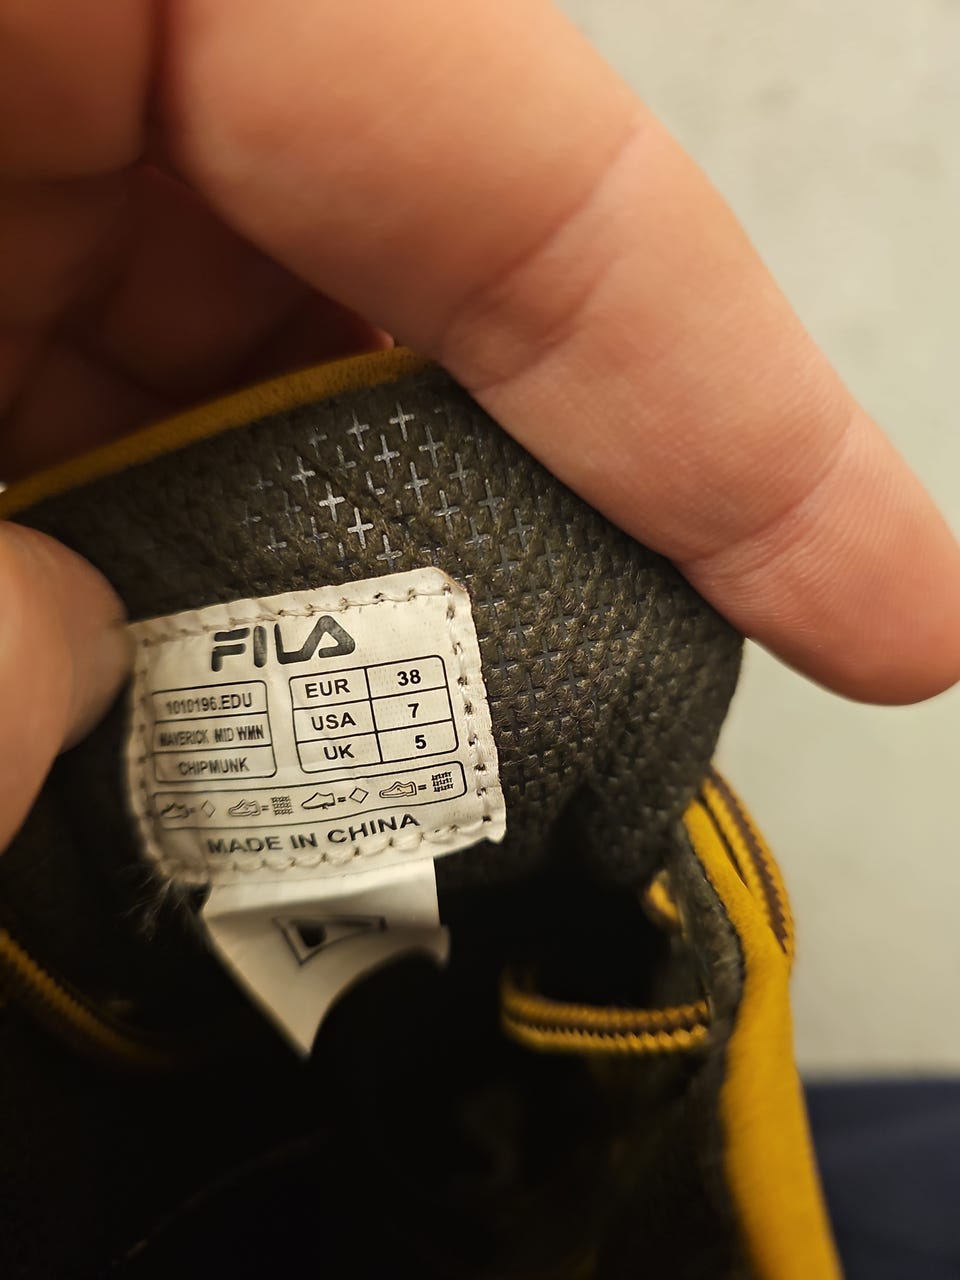 FILA
1010196.EDU
MAVERICK MID WMN
CHIPMUNK
EUR 38
USA 7
UK 5
MADE IN CHINA